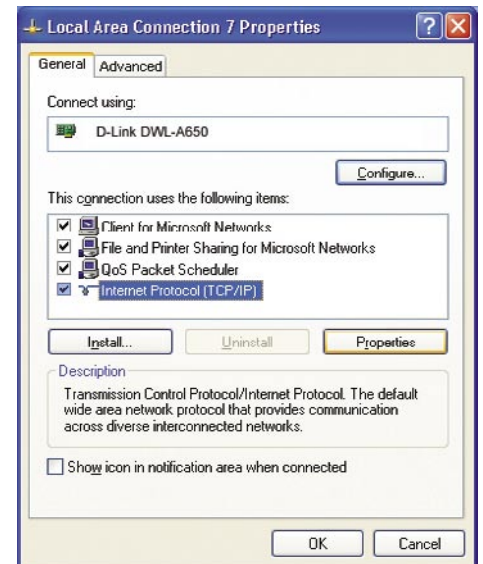 Local Area Connection 7 Properties
General Advanced
Connect using:
D-Link DWL-A650
Configure...
This connection uses the following items:
Client for Microsoft Networks
File and Printer Sharing for Microsoft Networks
QoS Packet Scheduler
Internet Protocol (TCP/IP)
Install... Uninstall Properties
Description
Transmission Control Protocol/Internet Protocol. The default
wide area network protocol that provides communication
across diverse interconnected networks.
Show icon in notification area when connected
OK Cancel